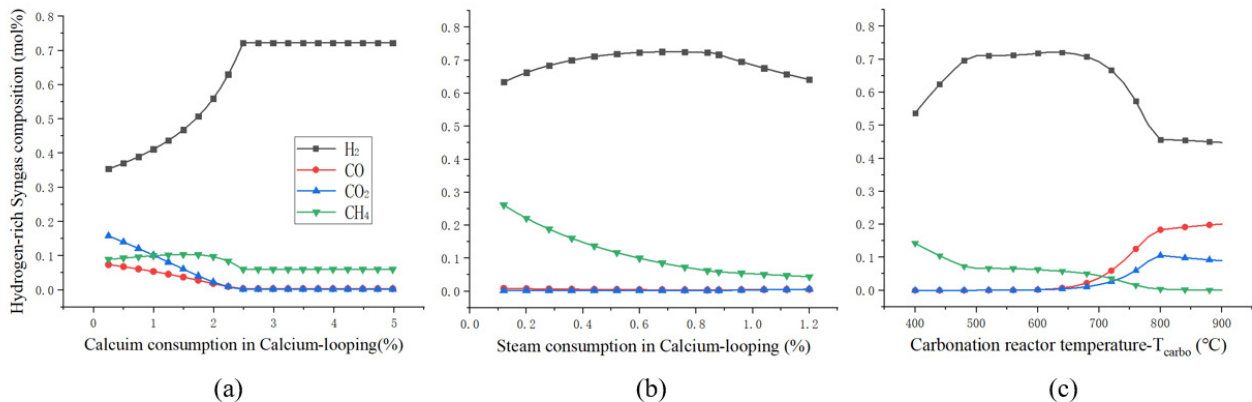 Hydrogen-rich Syngas composition (mol%)
(a)
0.8
0.7
0.6
0.5
0.4
0.3
0.2
0.1
0.0
H₂
CO
CO₂
CH₄
0 1 2 3 4 5
Calcuim consumption in Calcium-looping(%)
(a)
(b)
0.8
0.7
0.6
0.5
0.4
0.3
0.2
0.1
0.0
0.0 0.2 0.4 0.6 0.8 1.0 1.2
Steam consumption in Calcium-looping (%)
(b)
(c)
0.8
0.7
0.6
0.5
0.4
0.3
0.2
0.1
0.0
400 500 600 700 800 900
Carbonation reactor temperature-T_carbo (°C)
(c)